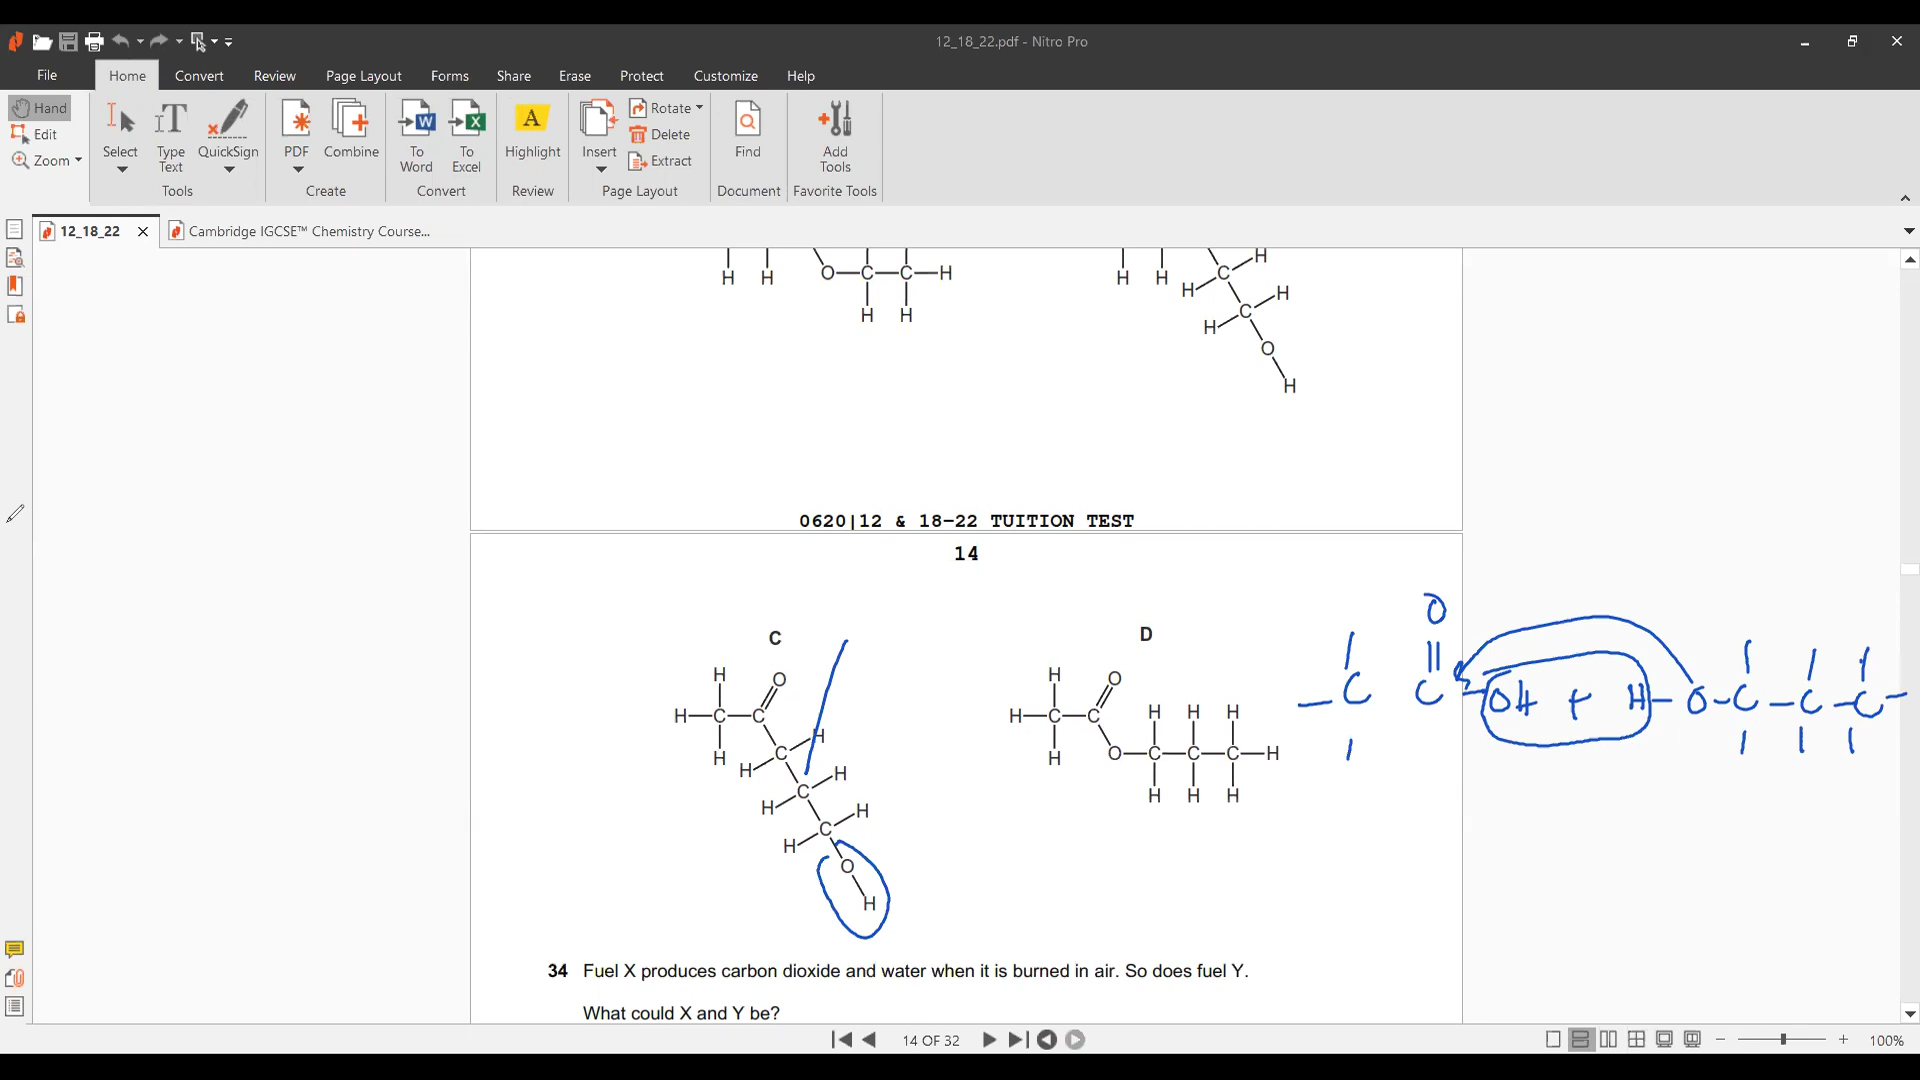 12_18_22.pdf - Nitro Pro
File Home Convert Review Page Layout Forms Share Erase Protect Customize Help
Hand
Edit
Zoom
Select
Type Text
QuickSign
Tools
PDF
Combine
Create
To Word
To Excel
Convert
A
Highlight
Review
Insert
Rotate
Delete
Extract
Page Layout
Find
Document
Add Tools
Favorite Tools
12_18_22
Cambridge IGCSE™ Chemistry Course...
H H O C C H
H H
H H C H
H H
H C
O
H
0620|12 & 18-22 TUITION TEST
14
C
H O
H C C
H C H
H C H
H C H
O
H
D
H O
H C C H H H
H O C C C H
H H H
O
C C OH + H O C C C
34 Fuel X produces carbon dioxide and water when it is burned in air. So does fuel Y.
What could X and Y be?
14 OF 32
100%